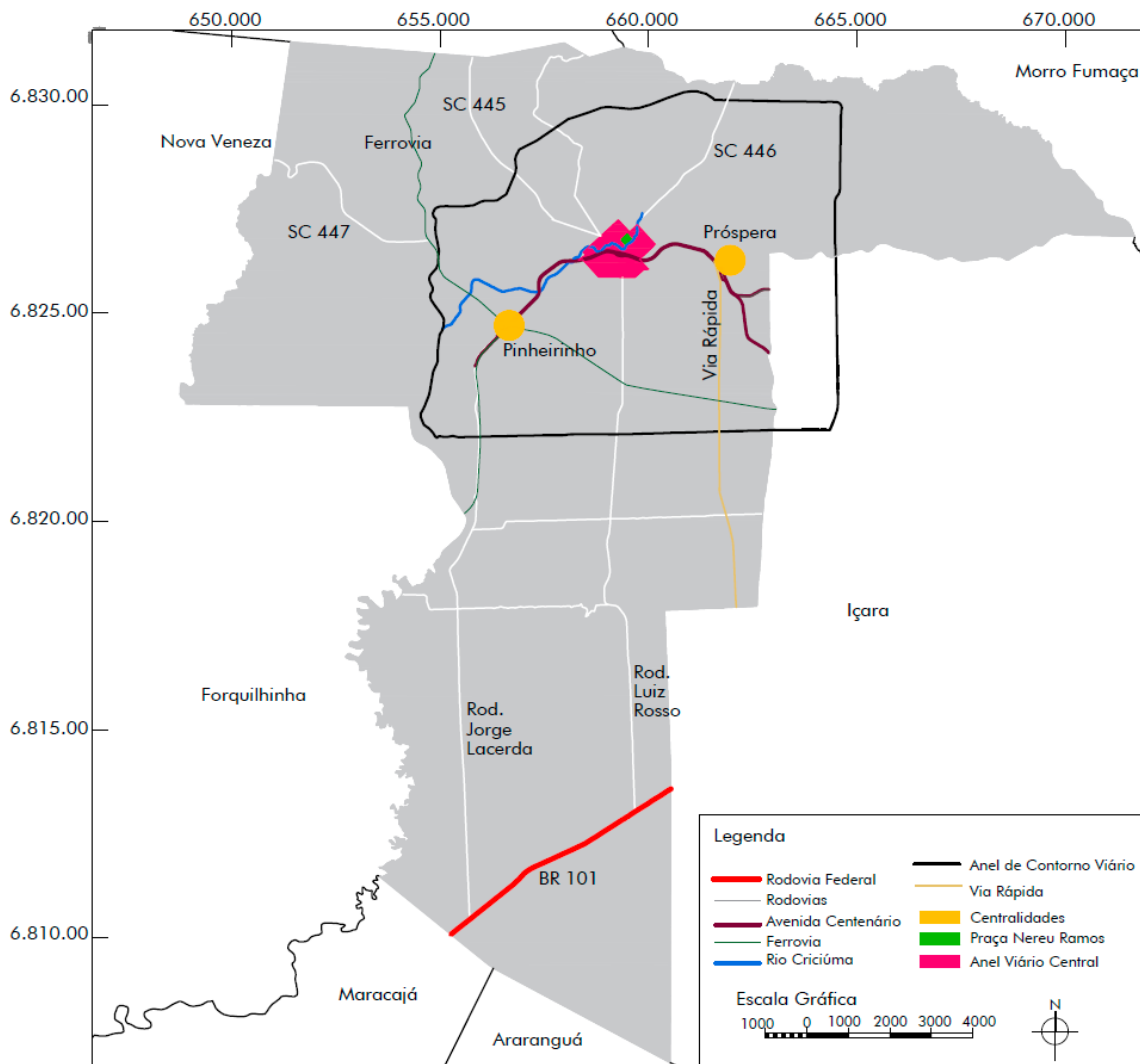 650.000
655.000
660.000
665.000
670.000
Morro Fumaça
6.830.00
SC 445
Nova Veneza
Ferrovia
SC 446
SC 447
Próspera
6.825.00
Via Rápida
Pinheirinho
6.820.00
Içara
Forquilhinha
Rod.
Luiz
Rosso
6.815.00
Rod.
Jorge
Lacerda
BR 101
6.810.00
Maracajá
Araranguá
Legenda
Rodovia Federal
Rodovias
Avenida Centenário
Ferrovia
Rio Criciúma
Anel de Contorno Viário
Via Rápida
Centralidades
Praça Nereu Ramos
Anel Viário Central
Escala Gráfica
1000 0 1000 2000 3000 4000
N